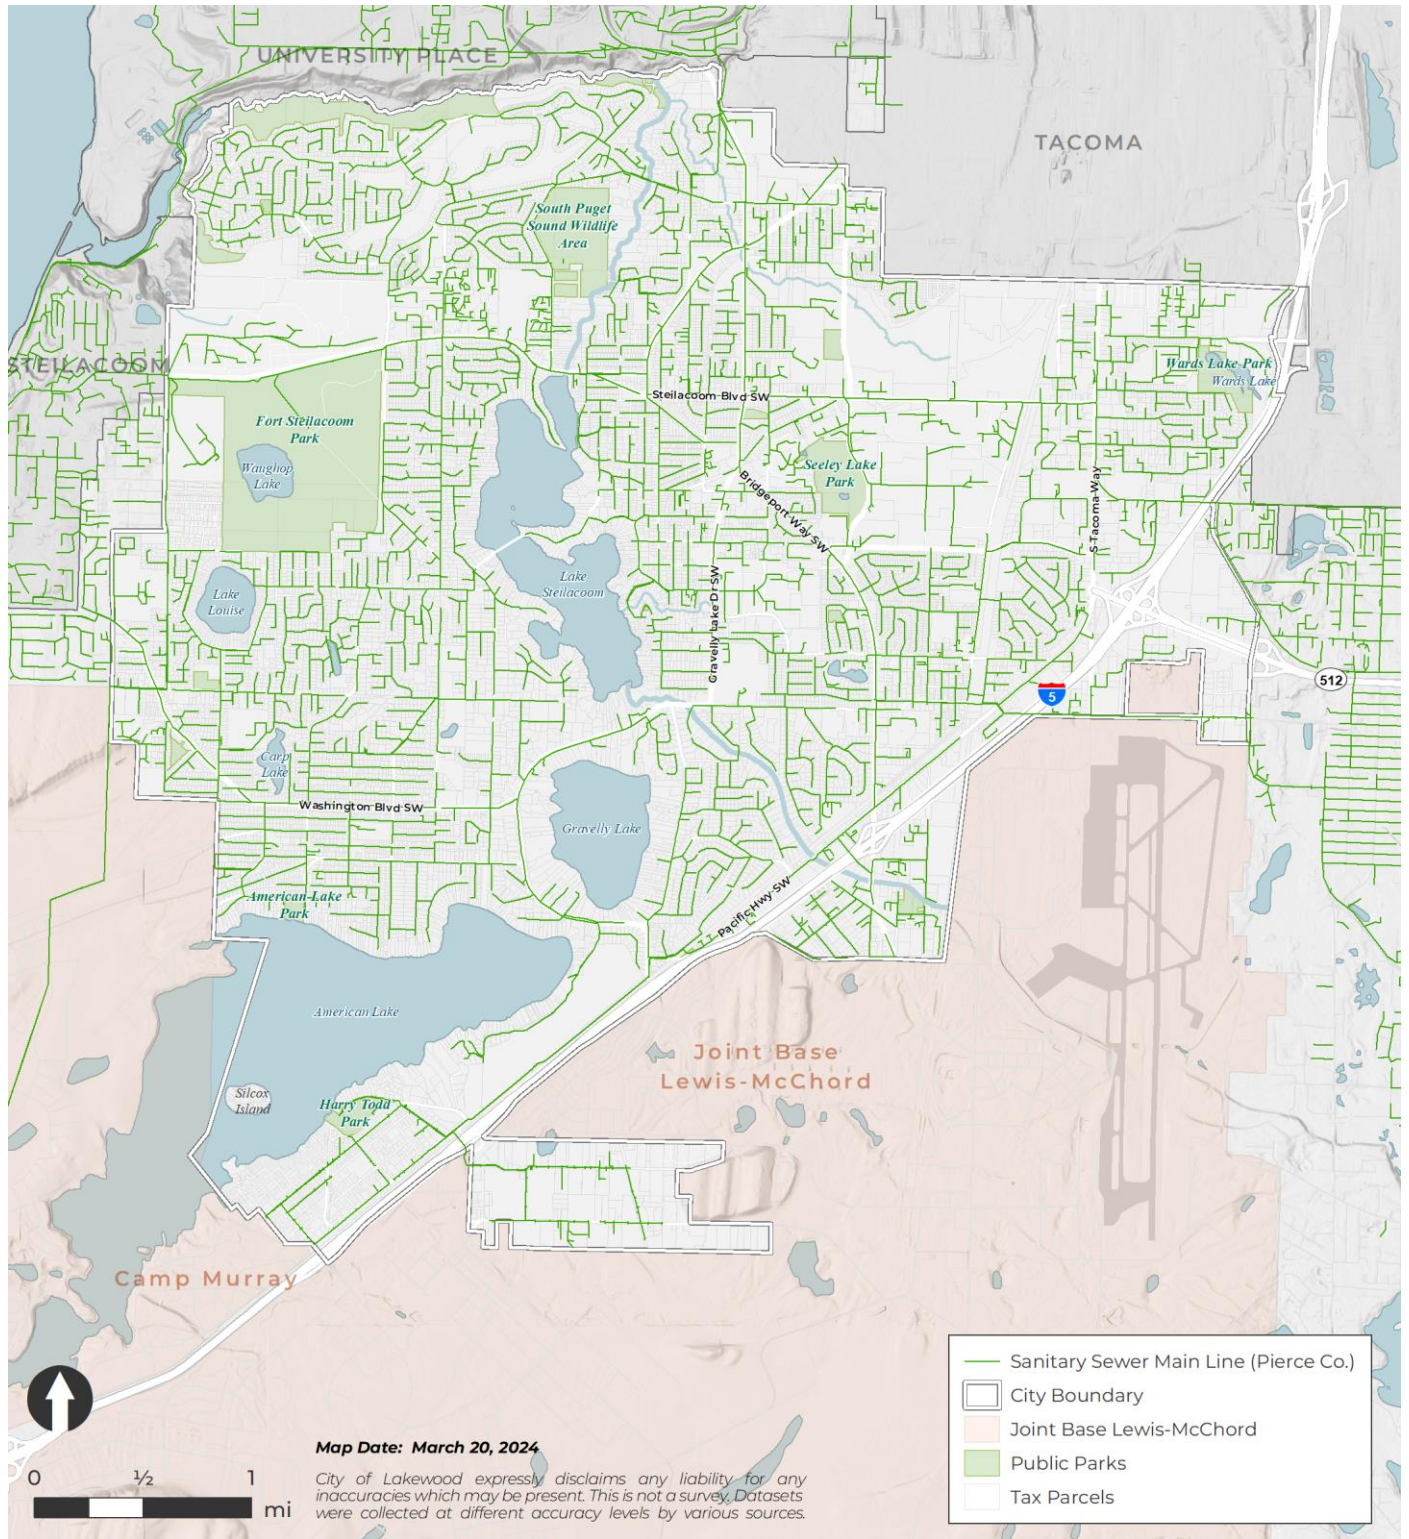 UNIVERSITY PLACE
TACOMA
South Puget
Sound Wildlife
Area
STEILACOOM
Wards Lake Park
Wards Lake
Steilacoom Blvd SW
Fort Steilacoom
Park
Waughop
Lake
Seeley Lake
Park
Bridgeport Way SW
S Tacoma Way
Lake
Steilacoom
Lake
Louise
Gravelly Lake Dr SW
512
5
Carp
Lake
Washington Blvd SW
Gravelly Lake
American Lake
Park
Pacific Hwy SW
American Lake
Joint Base
Lewis-McChord
Silcox
Island
Harry Todd
Park
Camp Murray
Sanitary Sewer Main Line (Pierce Co.)
City Boundary
Joint Base Lewis-McChord
Public Parks
Tax Parcels
Map Date: March 20, 2024
0 ½ 1
mi
City of Lakewood expressly disclaims any liability for any
inaccuracies which may be present. This is not a survey. Datasets
were collected at different accuracy levels by various sources.